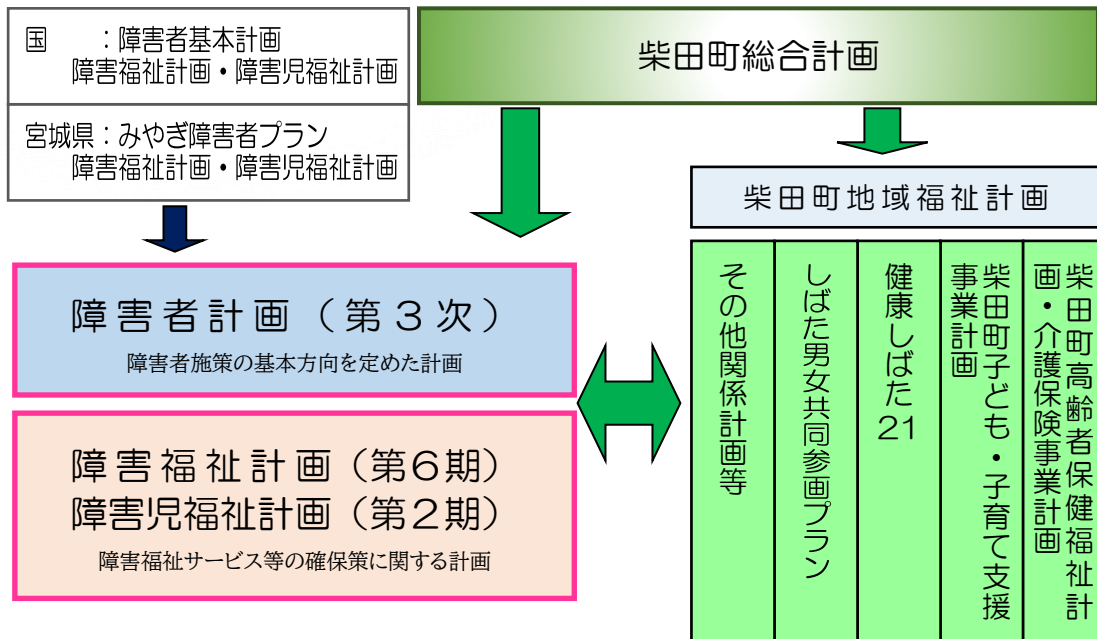 国　　：障害者基本計画
障害福祉計画・障害児福祉計画
宮城県：みやぎ障害者プラン
障害福祉計画・障害児福祉計画
柴田町総合計画
柴田町地域福祉計画
障害者計画（第３次）
障害者施策の基本方向を定めた計画
障害福祉計画（第6期）
障害児福祉計画（第２期）
障害福祉サービス等の確保策に関する計画
柴田町高齢者保健福祉計
画・介護保険事業計画
柴田町子ども・子育て支援
事業計画
健康しばた21
しばた男女共同参画プラン
その他関係計画等